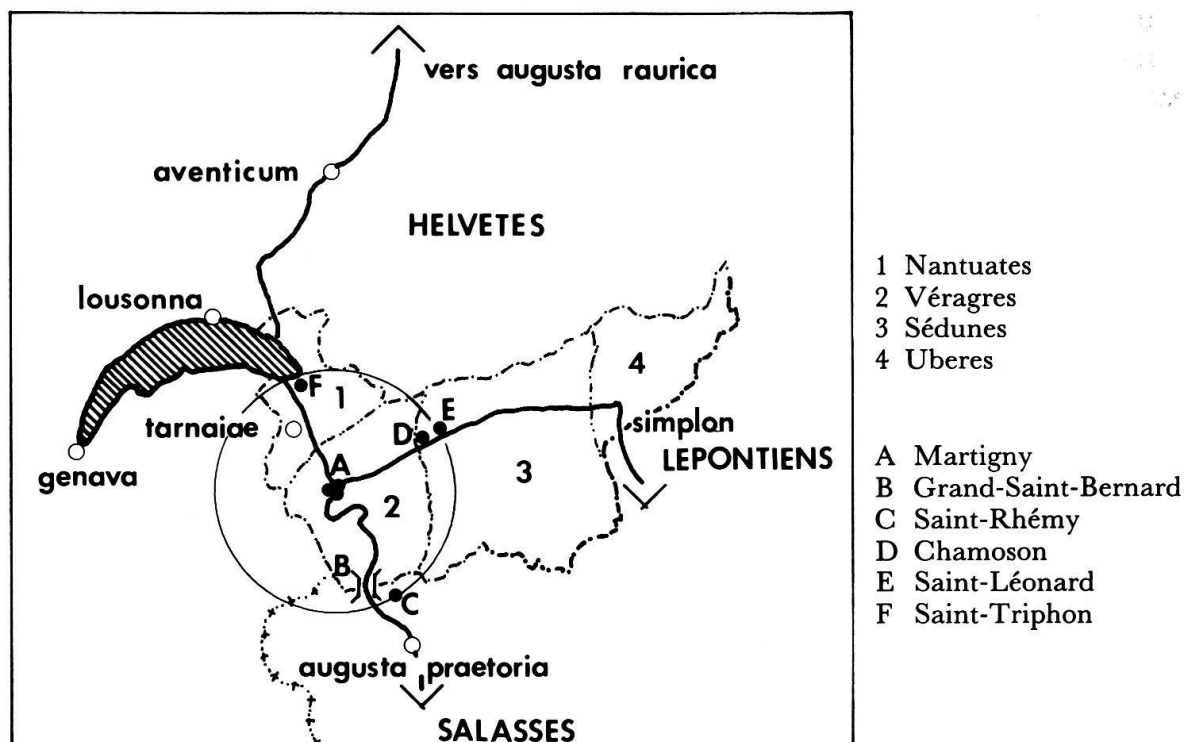 vers augusta raurica
aventicum
HELVETES
lousonna
4
F
1
E
tarnaiae
D
simplon
genava
LEPONTIENS
A
3
2
B
C
augusta praetoria
SALASSES
1 Nantuates
2 Véragres
3 Sédunes
4 Uberes
A Martigny
B Grand-Saint-Bernard
C Saint-Rhémy
D Chamoson
E Saint-Léonard
F Saint-Triphon